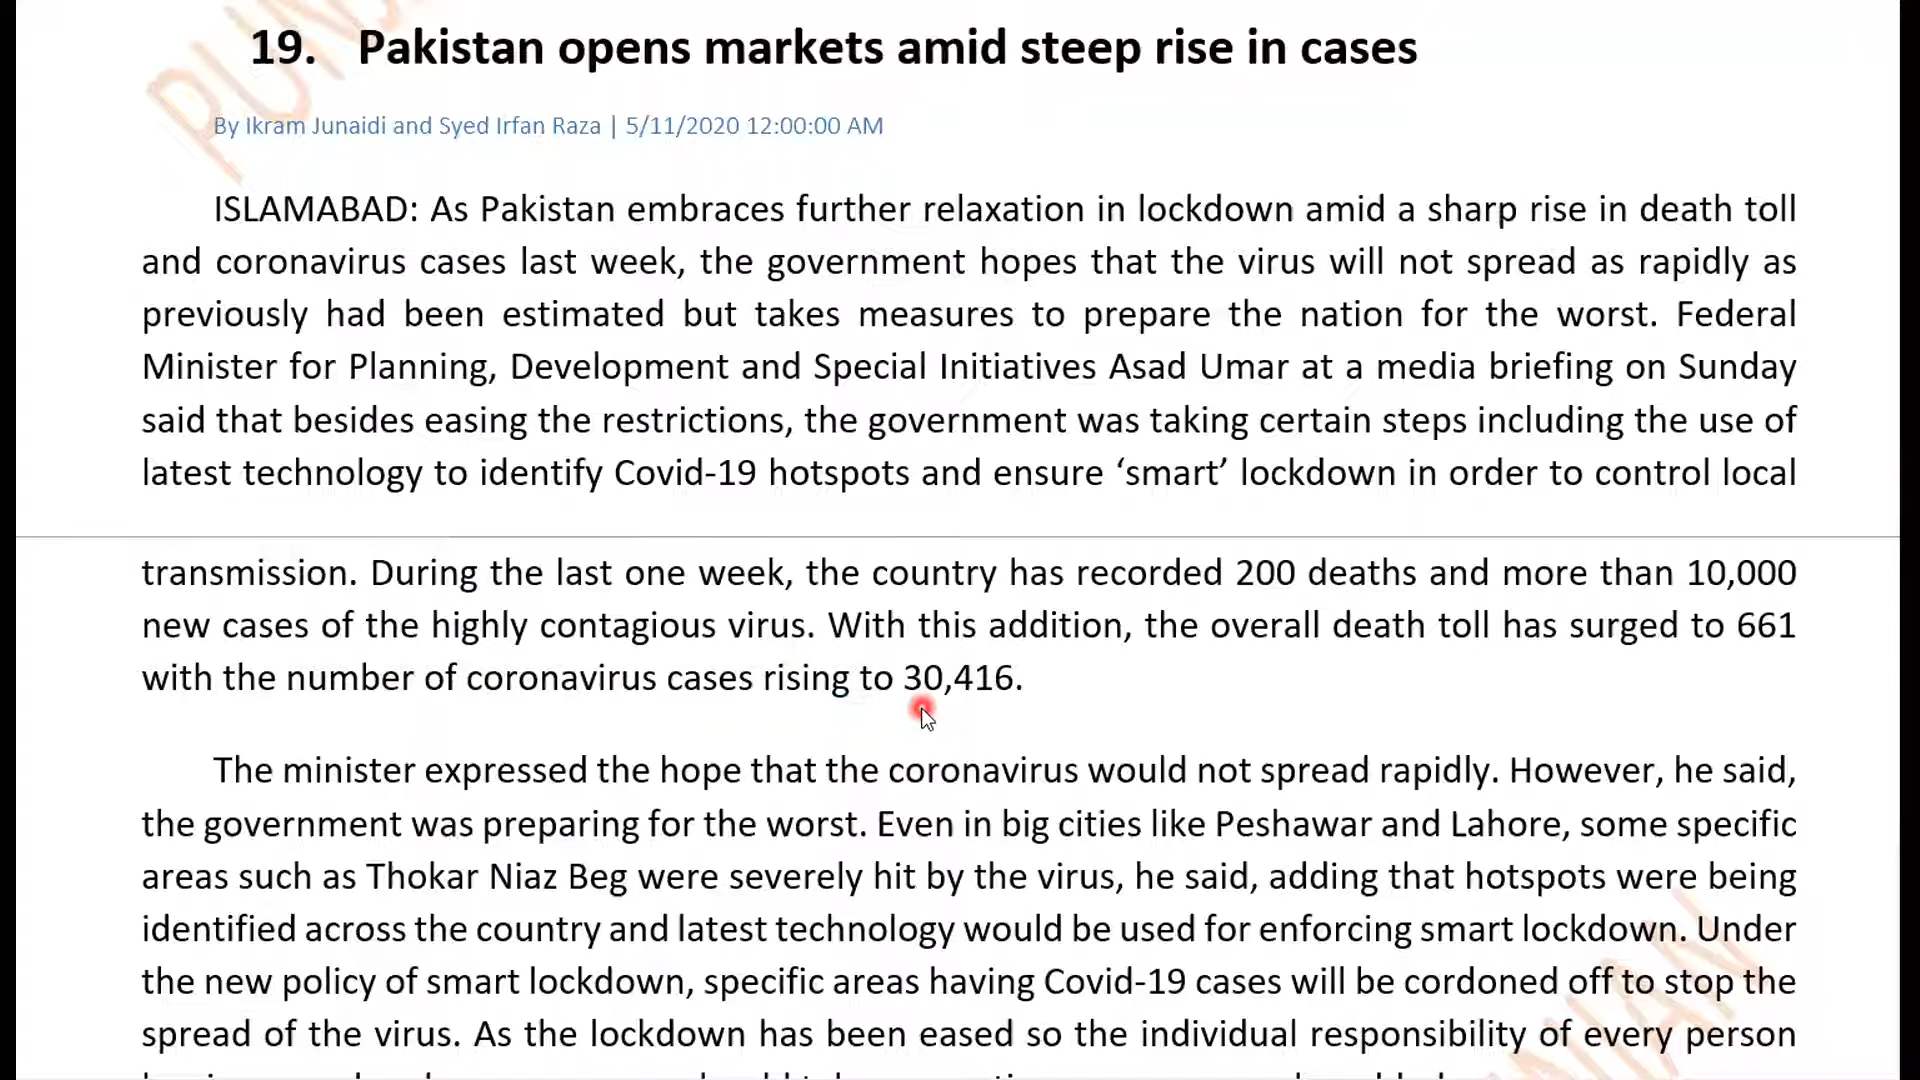 19. Pakistan opens markets amid steep rise in cases
By Ikram Junaidi and Syed Irfan Raza | 5/11/2020 12:00:00 AM
ISLAMABAD: As Pakistan embraces further relaxation in lockdown amid a sharp rise in death toll
and coronavirus cases last week, the government hopes that the virus will not spread as rapidly as
previously had been estimated but takes measures to prepare the nation for the worst. Federal
Minister for Planning, Development and Special Initiatives Asad Umar at a media briefing on Sunday
said that besides easing the restrictions, the government was taking certain steps including the use of
latest technology to identify Covid-19 hotspots and ensure ‘smart’ lockdown in order to control local
transmission. During the last one week, the country has recorded 200 deaths and more than 10,000
new cases of the highly contagious virus. With this addition, the overall death toll has surged to 661
with the number of coronavirus cases rising to 30,416.
The minister expressed the hope that the coronavirus would not spread rapidly. However, he said,
the government was preparing for the worst. Even in big cities like Peshawar and Lahore, some specific
areas such as Thokar Niaz Beg were severely hit by the virus, he said, adding that hotspots were being
identified across the country and latest technology would be used for enforcing smart lockdown. Under
the new policy of smart lockdown, specific areas having Covid-19 cases will be cordoned off to stop the
spread of the virus. As the lockdown has been eased so the individual responsibility of every person